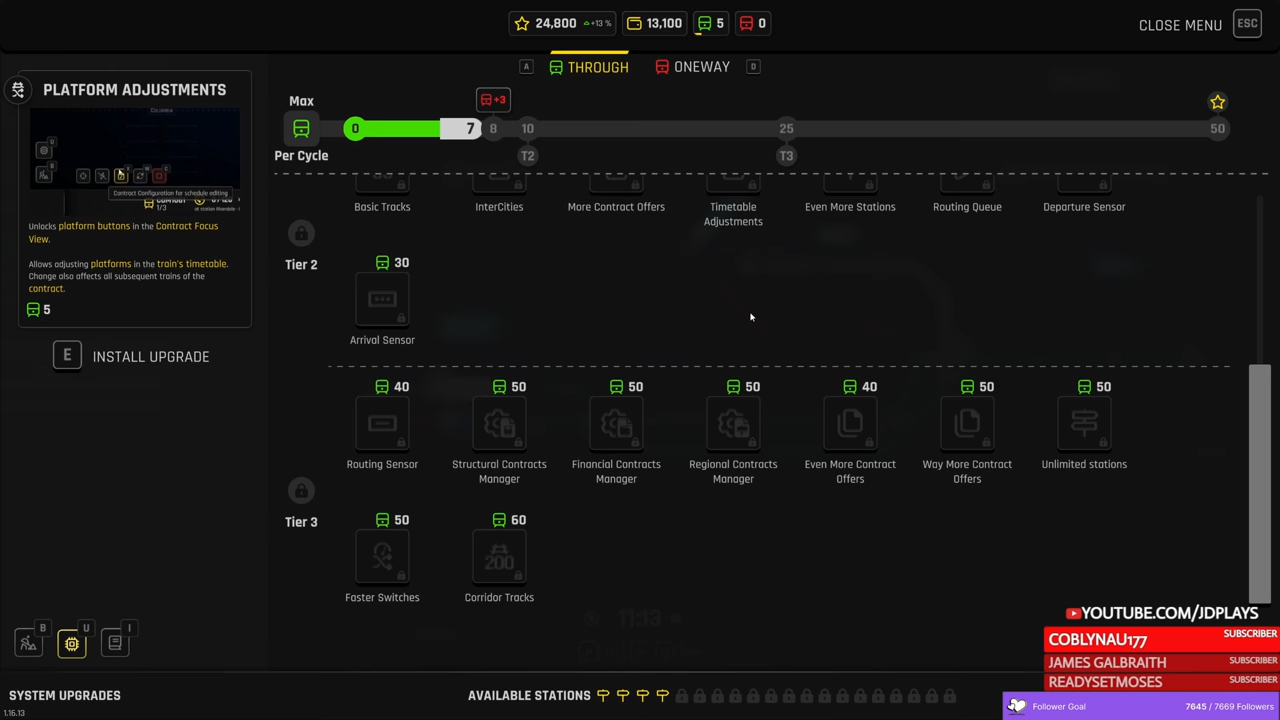 24,800 +13 % 13,100 5 0
CLOSE MENU ESC
A THROUGH ONEWAY D
PLATFORM ADJUSTMENTS
Contract Configuration for schedule editing
1/3
Unlocks platform buttons in the Contract Focus
View.
Allows adjusting platforms in the train's timetable.
Change also affects all subsequent trains of the
contract.
5
E INSTALL UPGRADE
Max
Per Cycle
+3
0 7 8 10 25 50
T2 T3
Basic Tracks
InterCities
More Contract Offers
Timetable
Adjustments
Even More Stations
Routing Queue
Departure Sensor
Tier 2
30
Arrival Sensor
40 50 50 50 40 50 50
Routing Sensor
Structural Contracts
Manager
Financial Contracts
Manager
Regional Contracts
Manager
Even More Contract
Offers
Way More Contract
Offers
Unlimited stations
Tier 3
50 60
200
Faster Switches
Corridor Tracks
11:13
B U I
SYSTEM UPGRADES
1.16.13
AVAILABLE STATIONS
YOUTUBE.COM/JDPLAYS
COBLYNAU177 SUBSCRIBER
JAMES GALBRAITH SUBSCRIBER
READYSETMOSES SUBSCRIBER
Follower Goal 7645 / 7669 Followers